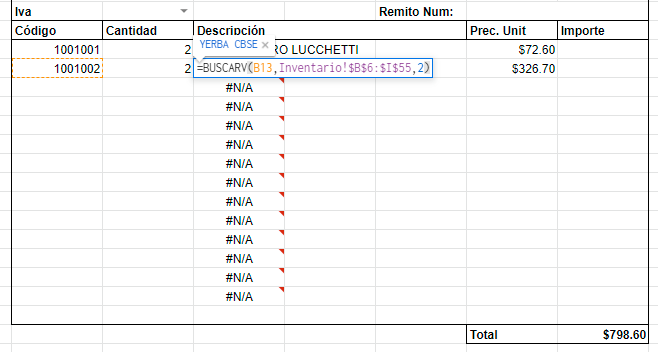 Iva Remito Num:
Código Cantidad Descripción Prec. Unit Importe
YERBA CBSE ×
1001001 2 RO LUCCHETTI $72.60
1001002 2 =BUSCARV(B13,Inventario!$B$6:$I$55,2) $326.70
#N/A
#N/A
#N/A
#N/A
#N/A
#N/A
#N/A
#N/A
#N/A
#N/A
#N/A
#N/A
Total $798.60